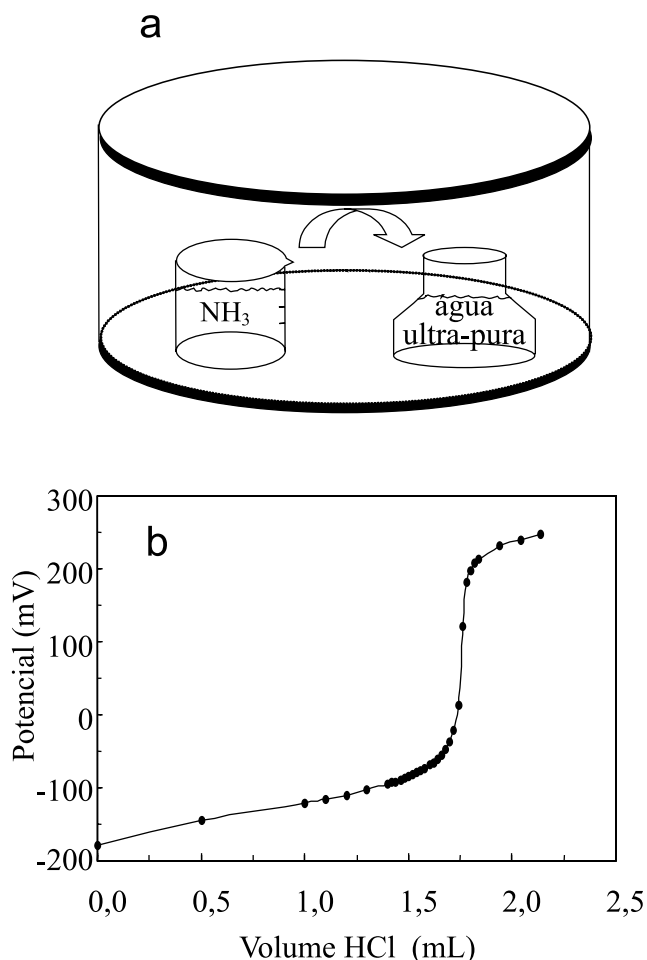 a
NH₃
água
ultra-pura
b
Potencial (mV)
300
200
100
0
-100
-200
0,0 0,5 1,0 1,5 2,0 2,5
Volume HCl (mL)